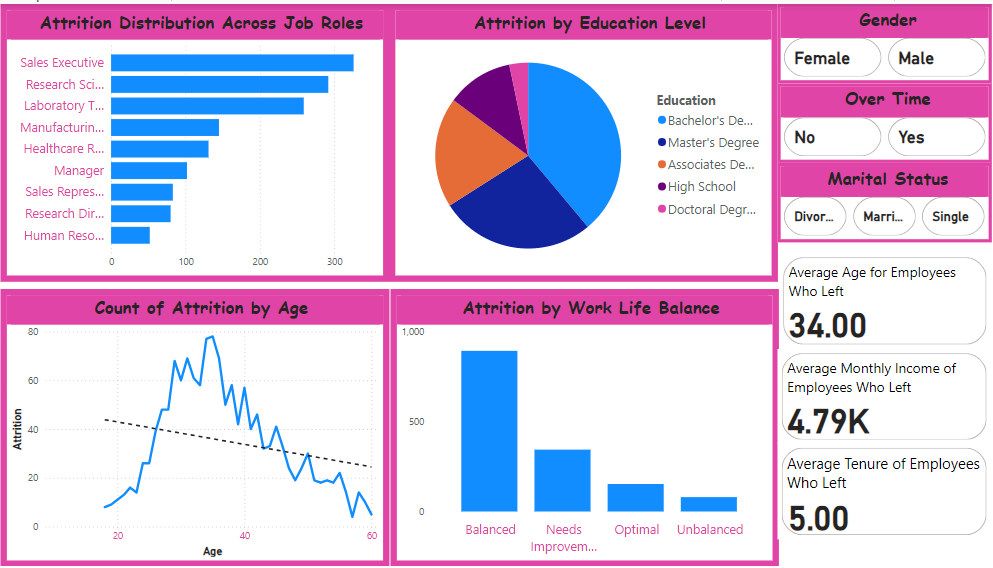 Attrition Distribution Across Job Roles
Sales Executive
Research Sci...
Laboratory T...
Manufacturin...
Healthcare R...
Manager
Sales Repres...
Research Dir...
Human Reso...
0 100 200 300
Attrition by Education Level
Education
Bachelor's De...
Master's Degree
Associates De...
High School
Doctoral Degr...
Gender
Female Male
Over Time
No Yes
Marital Status
Divor... Marri... Single
Average Age for Employees
Who Left
34.00
Average Monthly Income of
Employees Who Left
4.79K
Average Tenure of Employees
Who Left
5.00
Count of Attrition by Age
Attrition
80
60
40
20
0
20 40 60
Age
Attrition by Work Life Balance
1,000
500
0
Balanced Needs Optimal Unbalanced
Improvem...